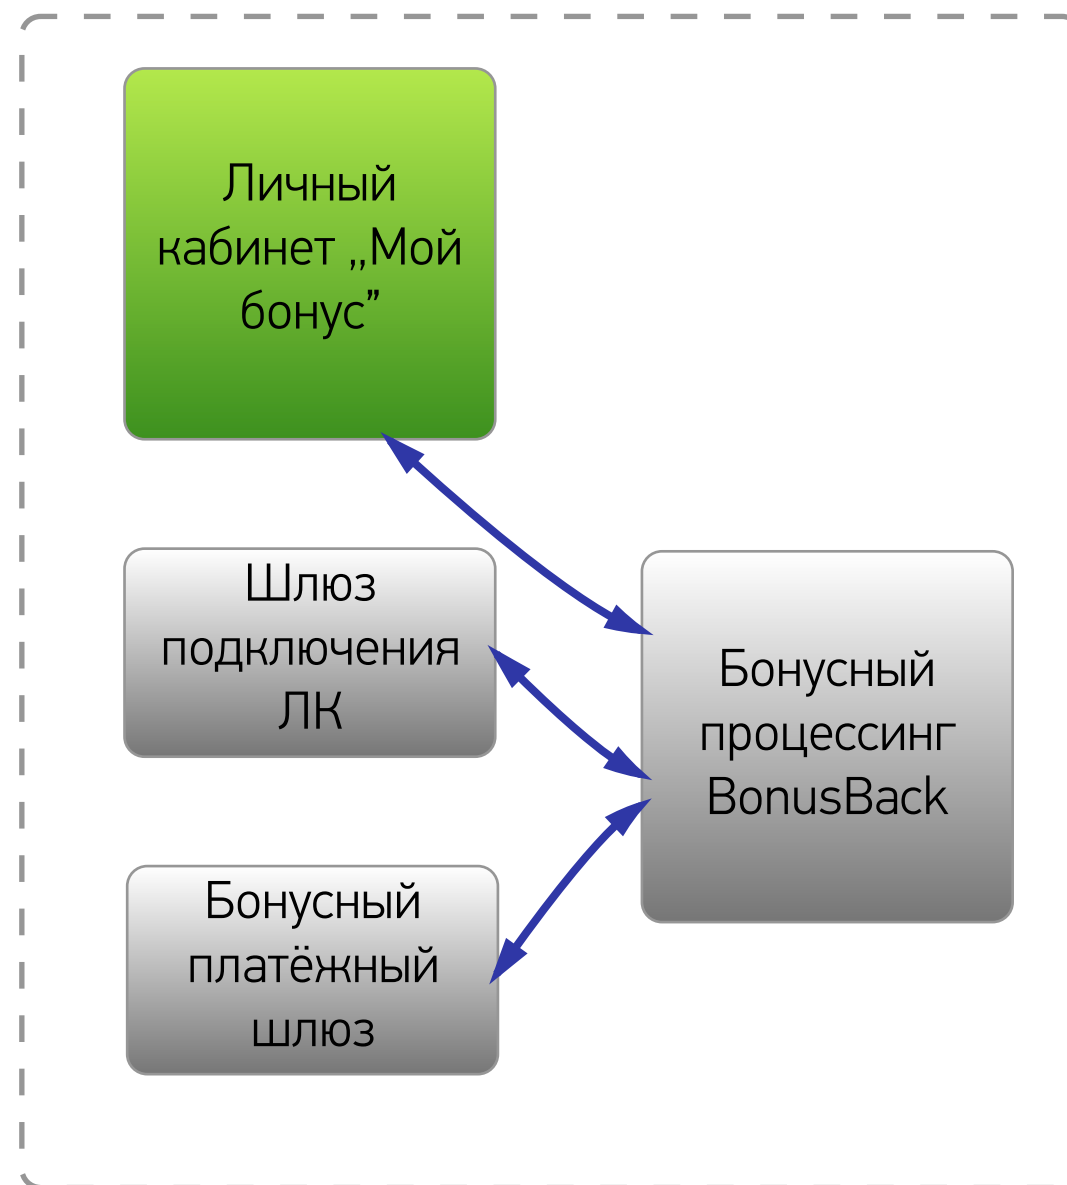 Личный
кабинет „Мой
бонус”
Шлюз
подключения
ЛК
Бонусный
процессинг
BonusBack
Бонусный
платёжный
шлюз